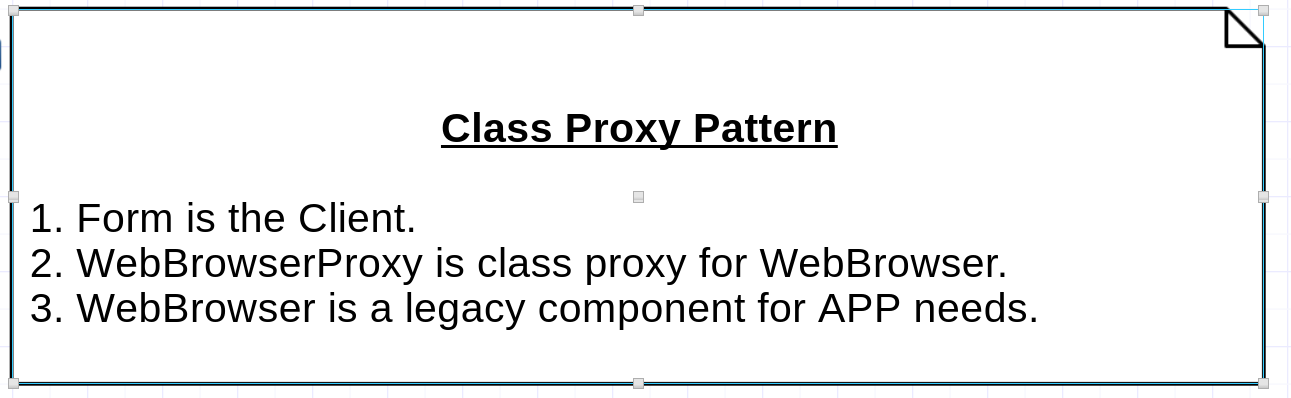 Class Proxy Pattern
1. Form is the Client.
2. WebBrowserProxy is class proxy for WebBrowser.
3. WebBrowser is a legacy component for APP needs.